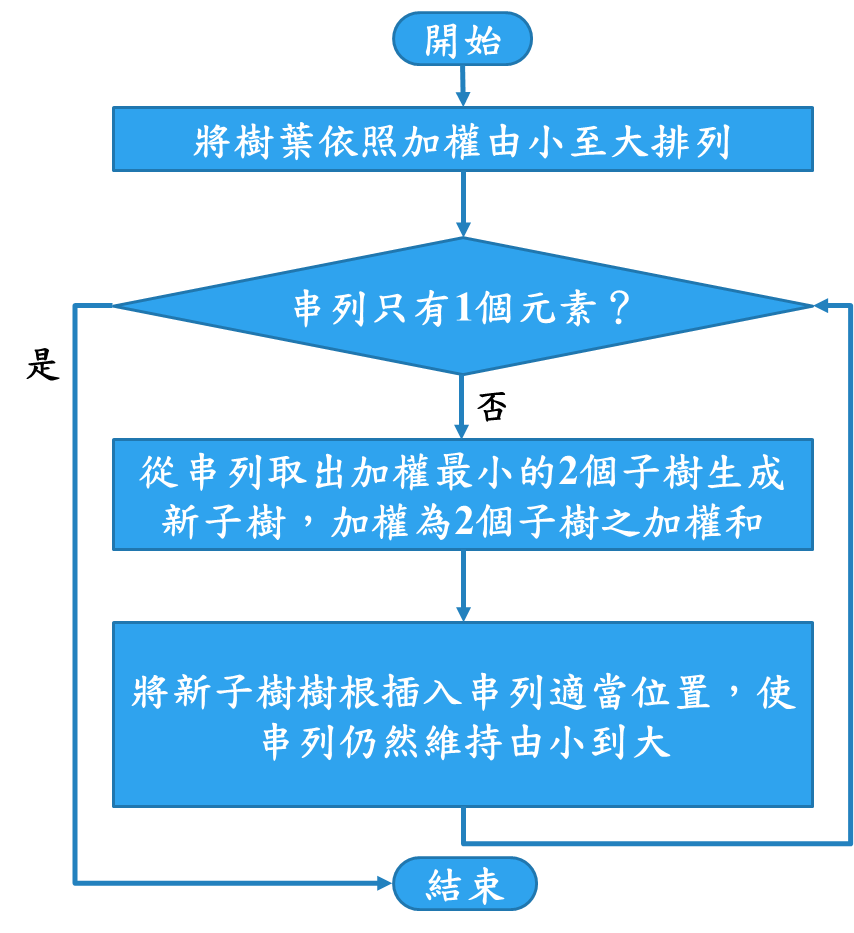 開始
將樹葉依照加權由小至大排列
串列只有1個元素？
是
否
從串列取出加權最小的2個子樹生成
新子樹，加權為2個子樹之加權和
將新子樹樹根插入串列適當位置，使
串列仍然維持由小到大
結束